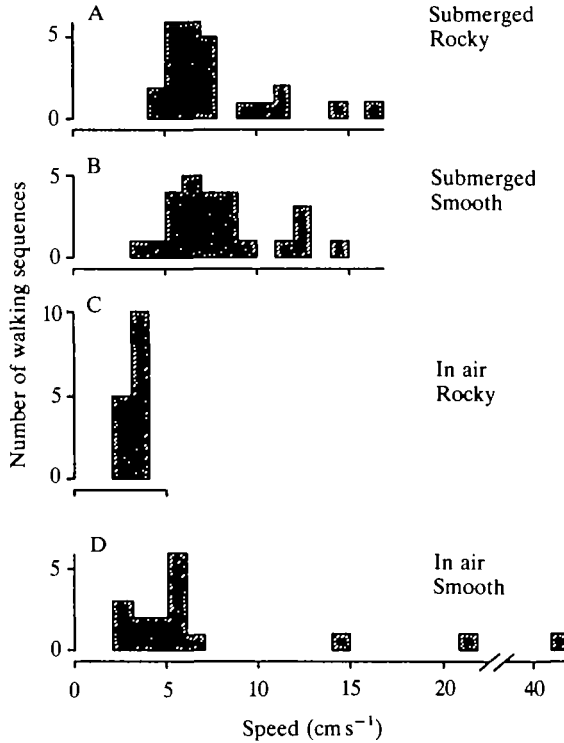 A
Submerged
Rocky
5
0
B
Submerged
Smooth
5
0
C
In air
Rocky
10
5
0
D
In air
Smooth
5
0
0 5 10 15 20 40
Speed (cm s⁻¹)
Number of walking sequences